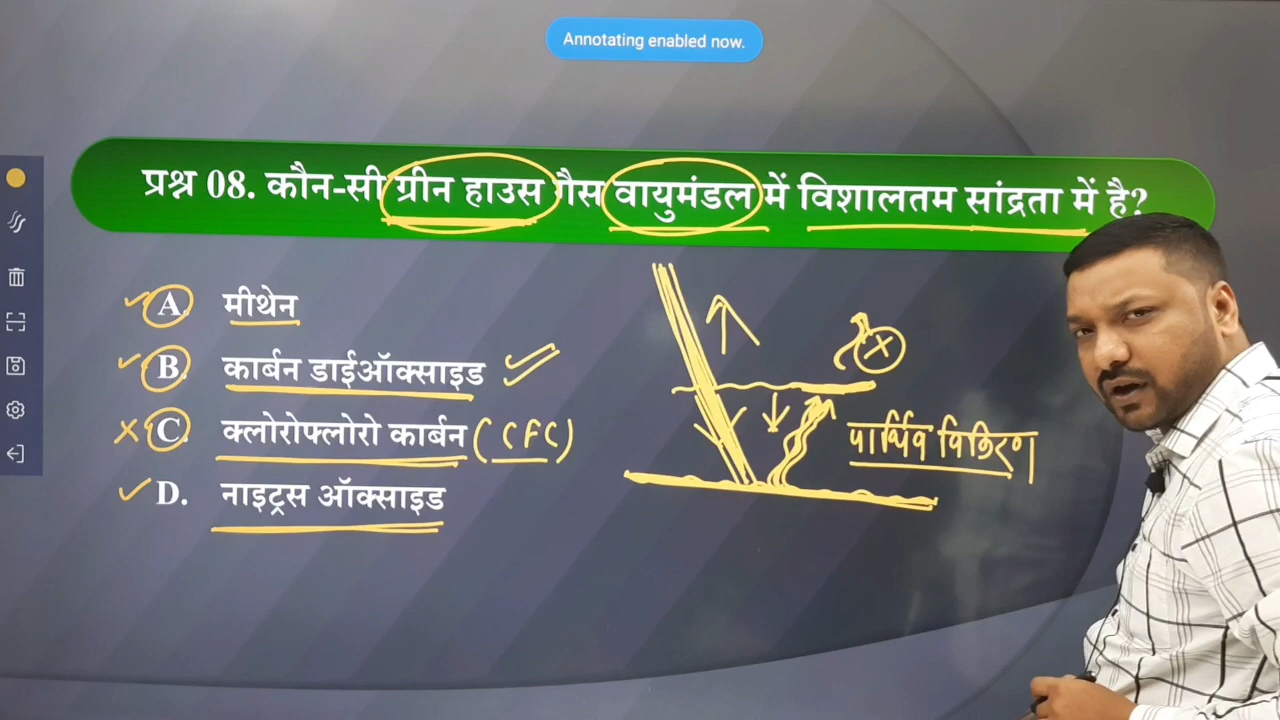 Annotating enabled now.
प्रश्न 08. कौन-सी ग्रीन हाउस गैस वायुमंडल में विशालतम सांद्रता में है?
A. मीथेन
B. कार्बन डाईऑक्साइड
C. क्लोरोफ्लोरो कार्बन (CFC)
D. नाइट्रस ऑक्साइड
पार्थिव विकिरण